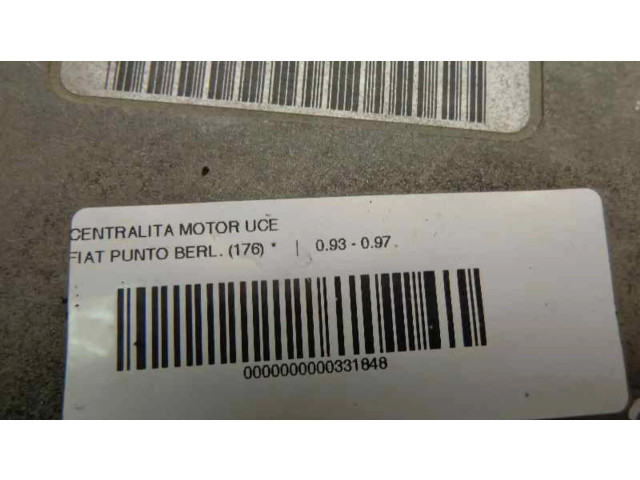 CENTRALITA MOTOR UCE
FIAT PUNTO BERL. (176) * | 0.93 - 0.97
0000000000331848